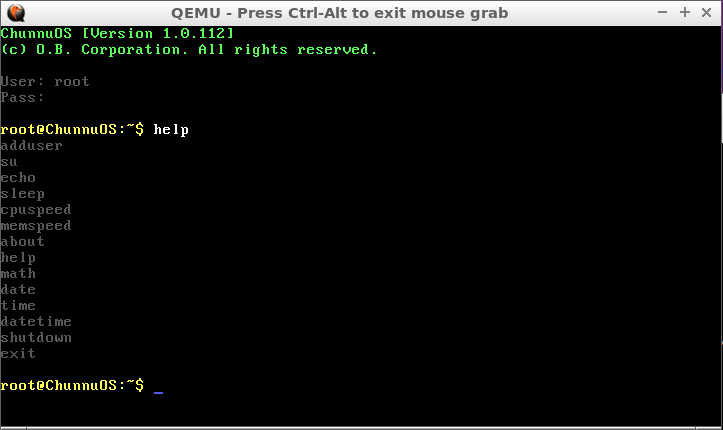 QEMU - Press Ctrl-Alt to exit mouse grab
ChunnuOS [Version 1.0.112]
(c) O.B. Corporation. All rights reserved.
User: root
Pass:
root@ChunnuOS:~$ help
adduser
su
echo
sleep
cpuspeed
memspeed
about
help
math
date
time
datetime
shutdown
exit
root@ChunnuOS:~$ _